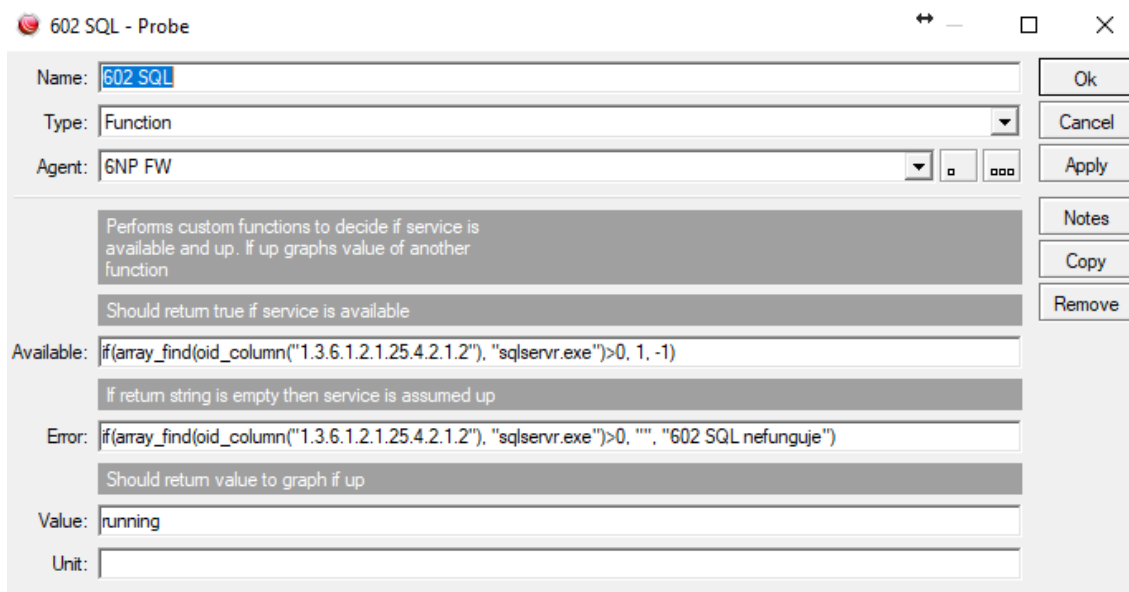 602 SQL - Probe
Name: 602 SQL
Ok
Type: Function
Cancel
Agent: 6NP FW
Apply
Performs custom functions to decide if service is
available and up. If up graphs value of another
function
Notes
Copy
Should return true if service is available
Remove
Available: if(array_find(oid_column("1.3.6.1.2.1.25.4.2.1.2"), "sqlservr.exe")>0, 1, -1)
If return string is empty then service is assumed up
Error: if(array_find(oid_column("1.3.6.1.2.1.25.4.2.1.2"), "sqlservr.exe")>0, "", "602 SQL nefunguje")
Should return value to graph if up
Value: running
Unit: